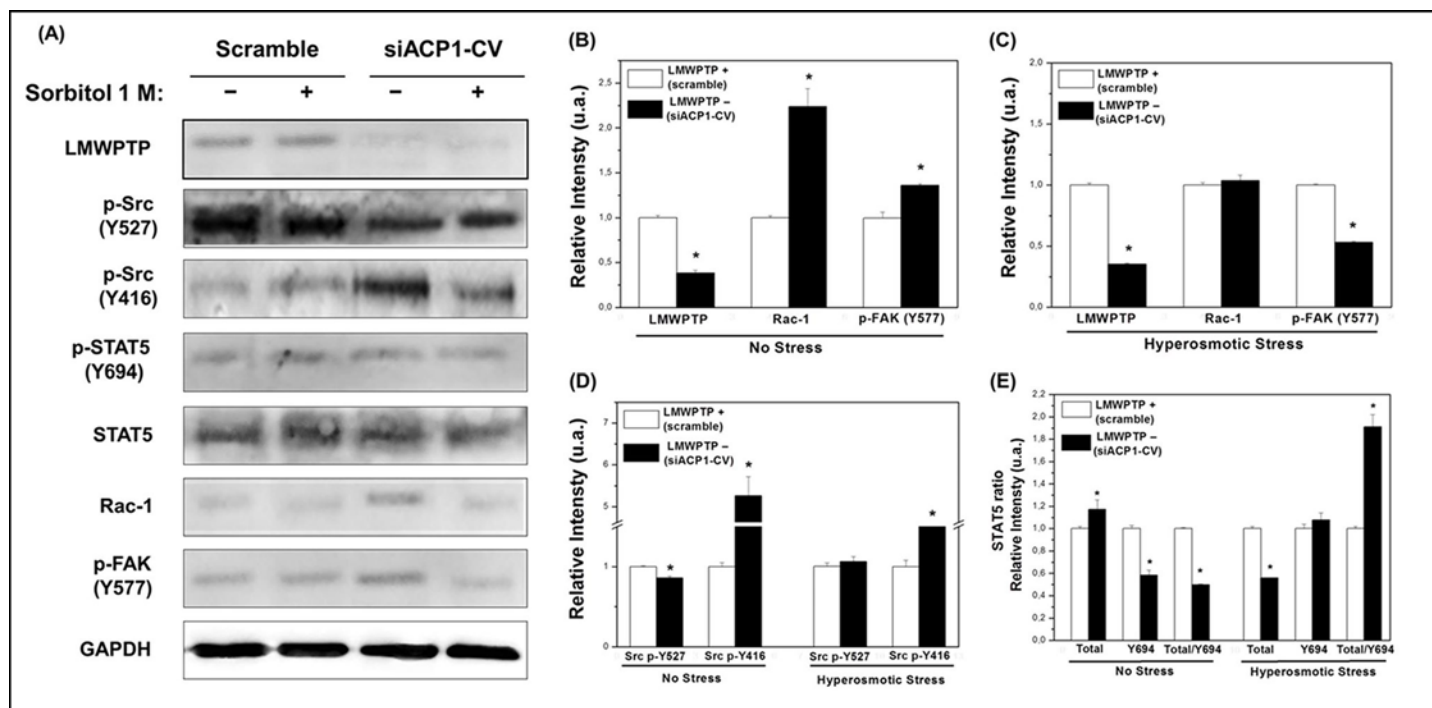 (A)
Scramble siACP1-CV
Sorbitol 1 M: − + − +
LMWPTP
p-Src
(Y527)
p-Src
(Y416)
p-STAT5
(Y694)
STAT5
Rac-1
p-FAK
(Y577)
GAPDH
(B)
LMWPTP +
(scramble)
LMWPTP −
(siACP1-CV)
Relative Intensty (u.a.)
2,5
2,0
1,5
1,0
0,5
0,0
* * *
LMWPTP Rac-1 p-FAK (Y577)
No Stress
(C)
LMWPTP +
(scramble)
LMWPTP −
(siACP1-CV)
Relative Intensty (u.a.)
2,0
1,5
1,0
0,5
0,0
* *
LMWPTP Rac-1 p-FAK (Y577)
Hyperosmotic Stress
(D)
LMWPTP +
(scramble)
LMWPTP −
(siACP1-CV)
Relative Intensty (u.a.)
7
6
5
1
0
* * *
Src p-Y527 Src p-Y416 Src p-Y527 Src p-Y416
No Stress Hyperosmotic Stress
(E)
LMWPTP +
(scramble)
LMWPTP −
(siACP1-CV)
STAT5 ratio
Relative Intensty (u.a.)
2,0
1,8
1,6
1,4
1,2
1,0
0,8
0,6
0,4
0,2
0,0
* * * * *
Total Y694 Total/Y694 Total Y694 Total/Y694
No Stress Hyperosmotic Stress